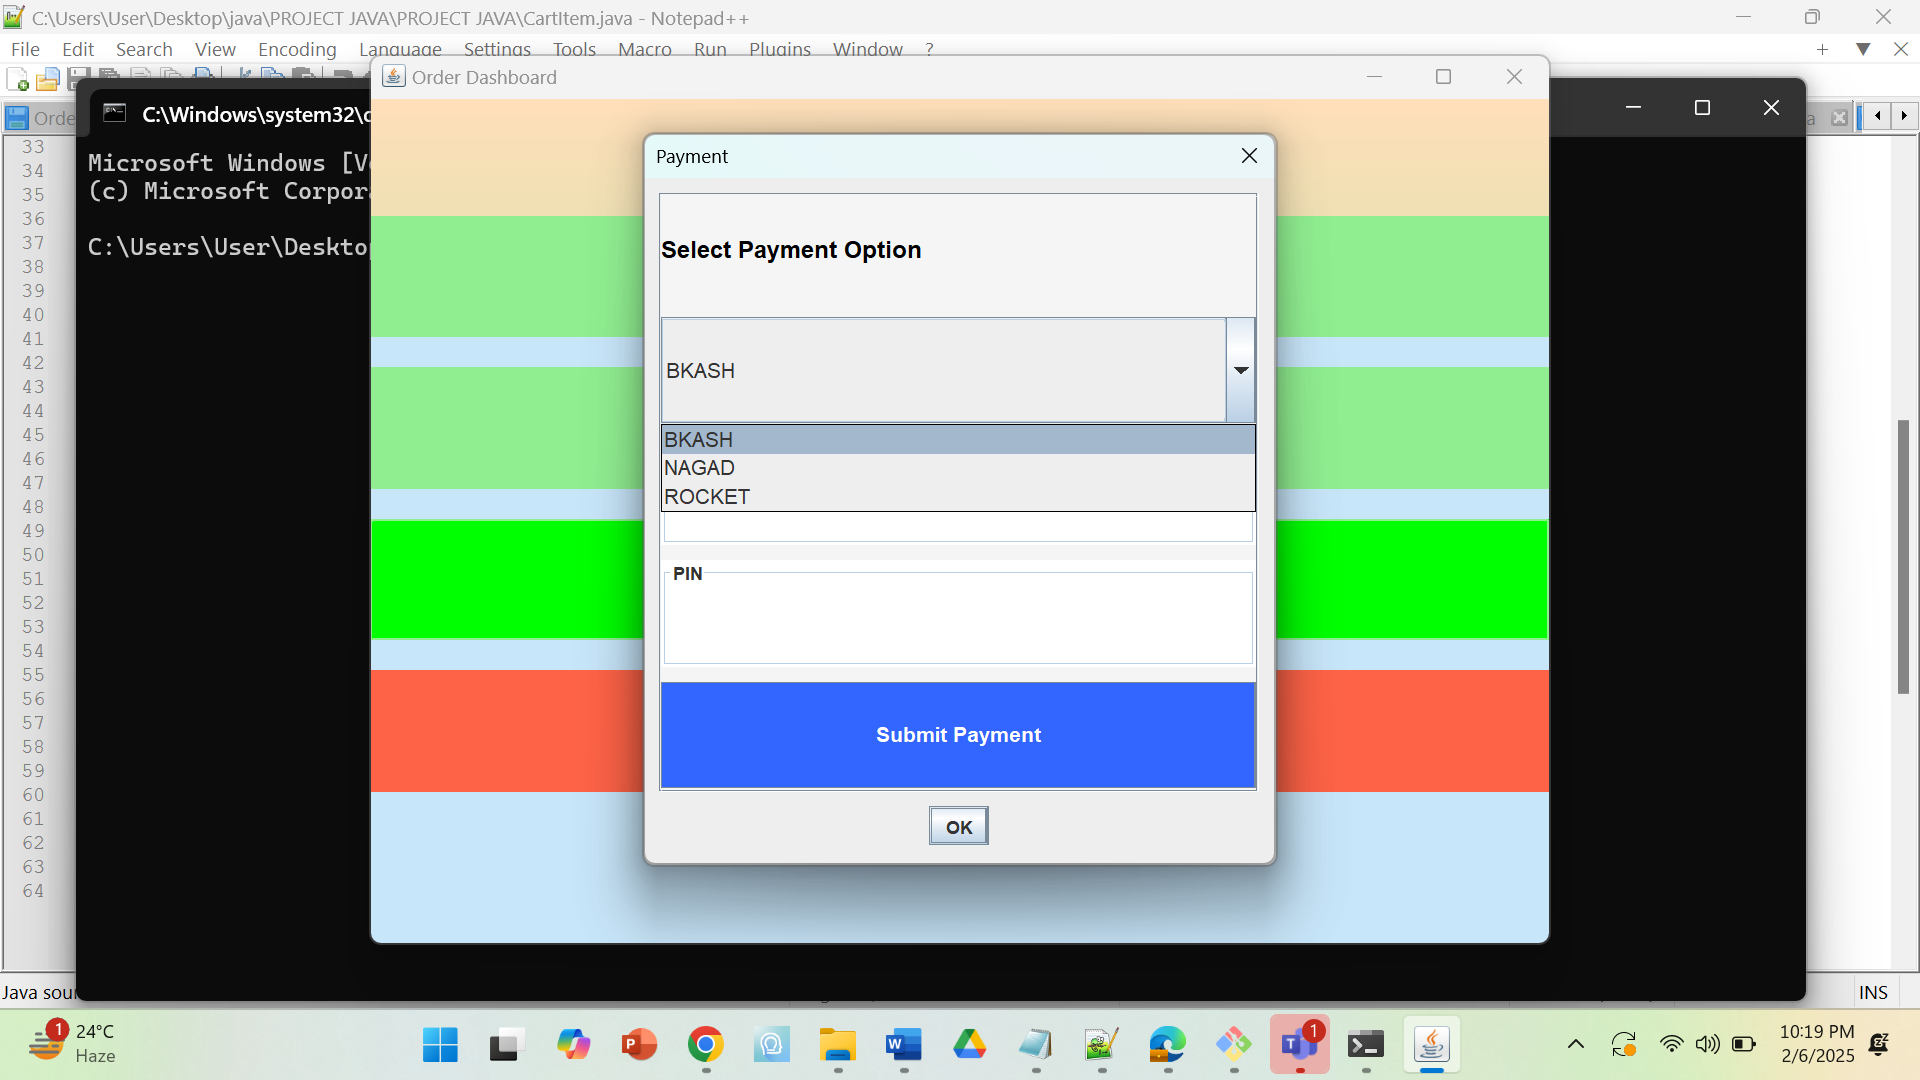 C:\Users\User\Desktop\java\PROJECT JAVA\PROJECT JAVA\CartItem.java - Notepad++
File Edit Search View Encoding Language Settings Tools Macro Run Plugins Window ?
Order Dashboard
Orde
C:\Windows\system32\c
Microsoft Windows [V
(c) Microsoft Corpor
C:\Users\User\Deskto
Payment
Select Payment Option
BKASH
BKASH
NAGAD
ROCKET
PIN
Submit Payment
OK
33
34
35
36
37
38
39
40
41
42
43
44
45
46
47
48
49
50
51
52
53
54
55
56
57
58
59
60
61
62
63
64
Java sou
INS
1
24°C
Haze
1
10:19 PM
2/6/2025